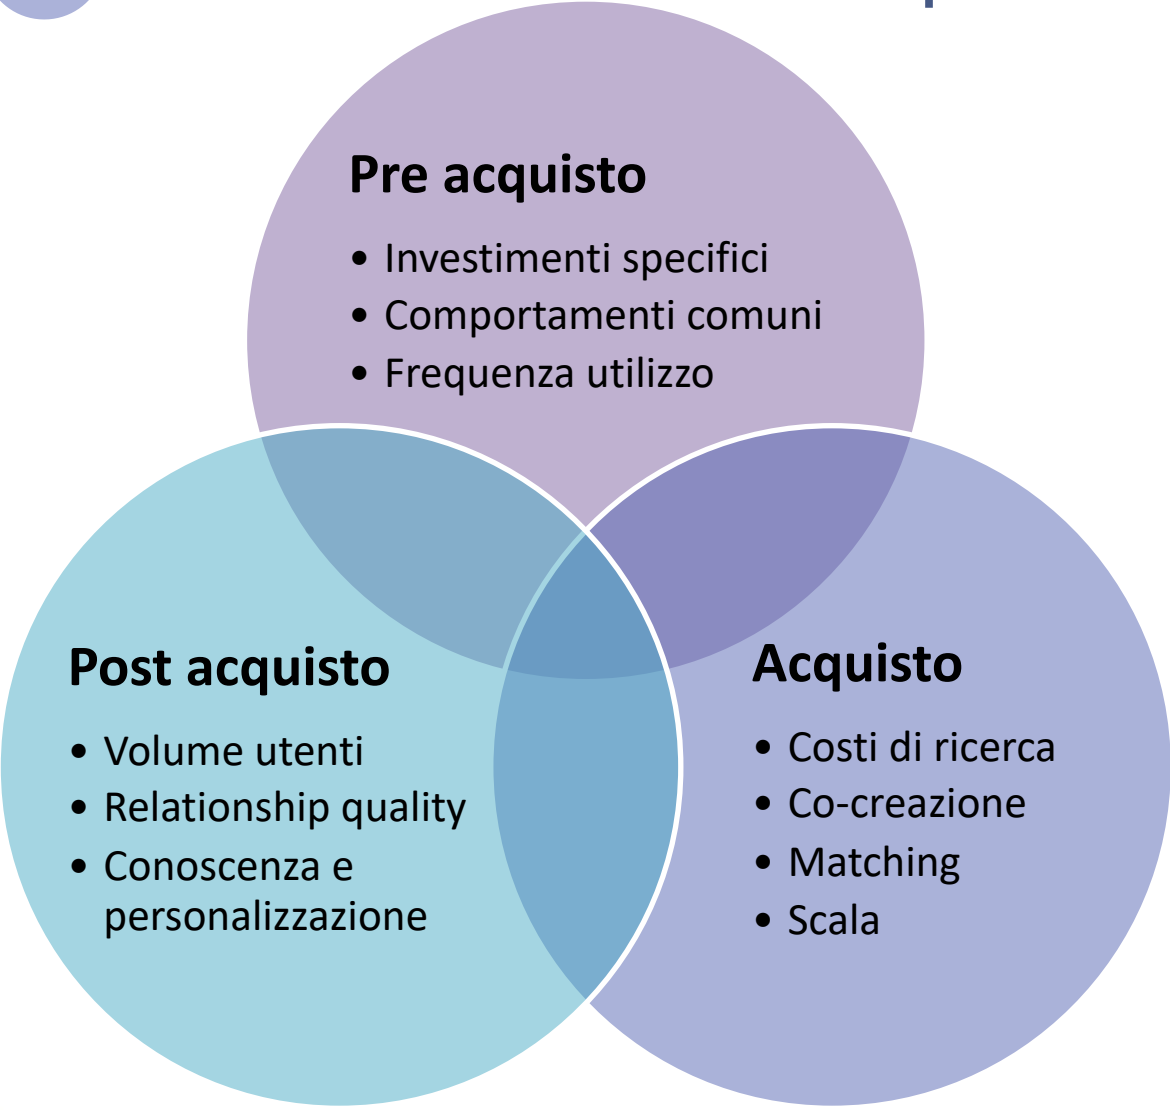 Pre acquisto
• Investimenti specifici
• Comportamenti comuni
• Frequenza utilizzo
Post acquisto
• Volume utenti
• Relationship quality
• Conoscenza e
personalizzazione
Acquisto
• Costi di ricerca
• Co-creazione
• Matching
• Scala